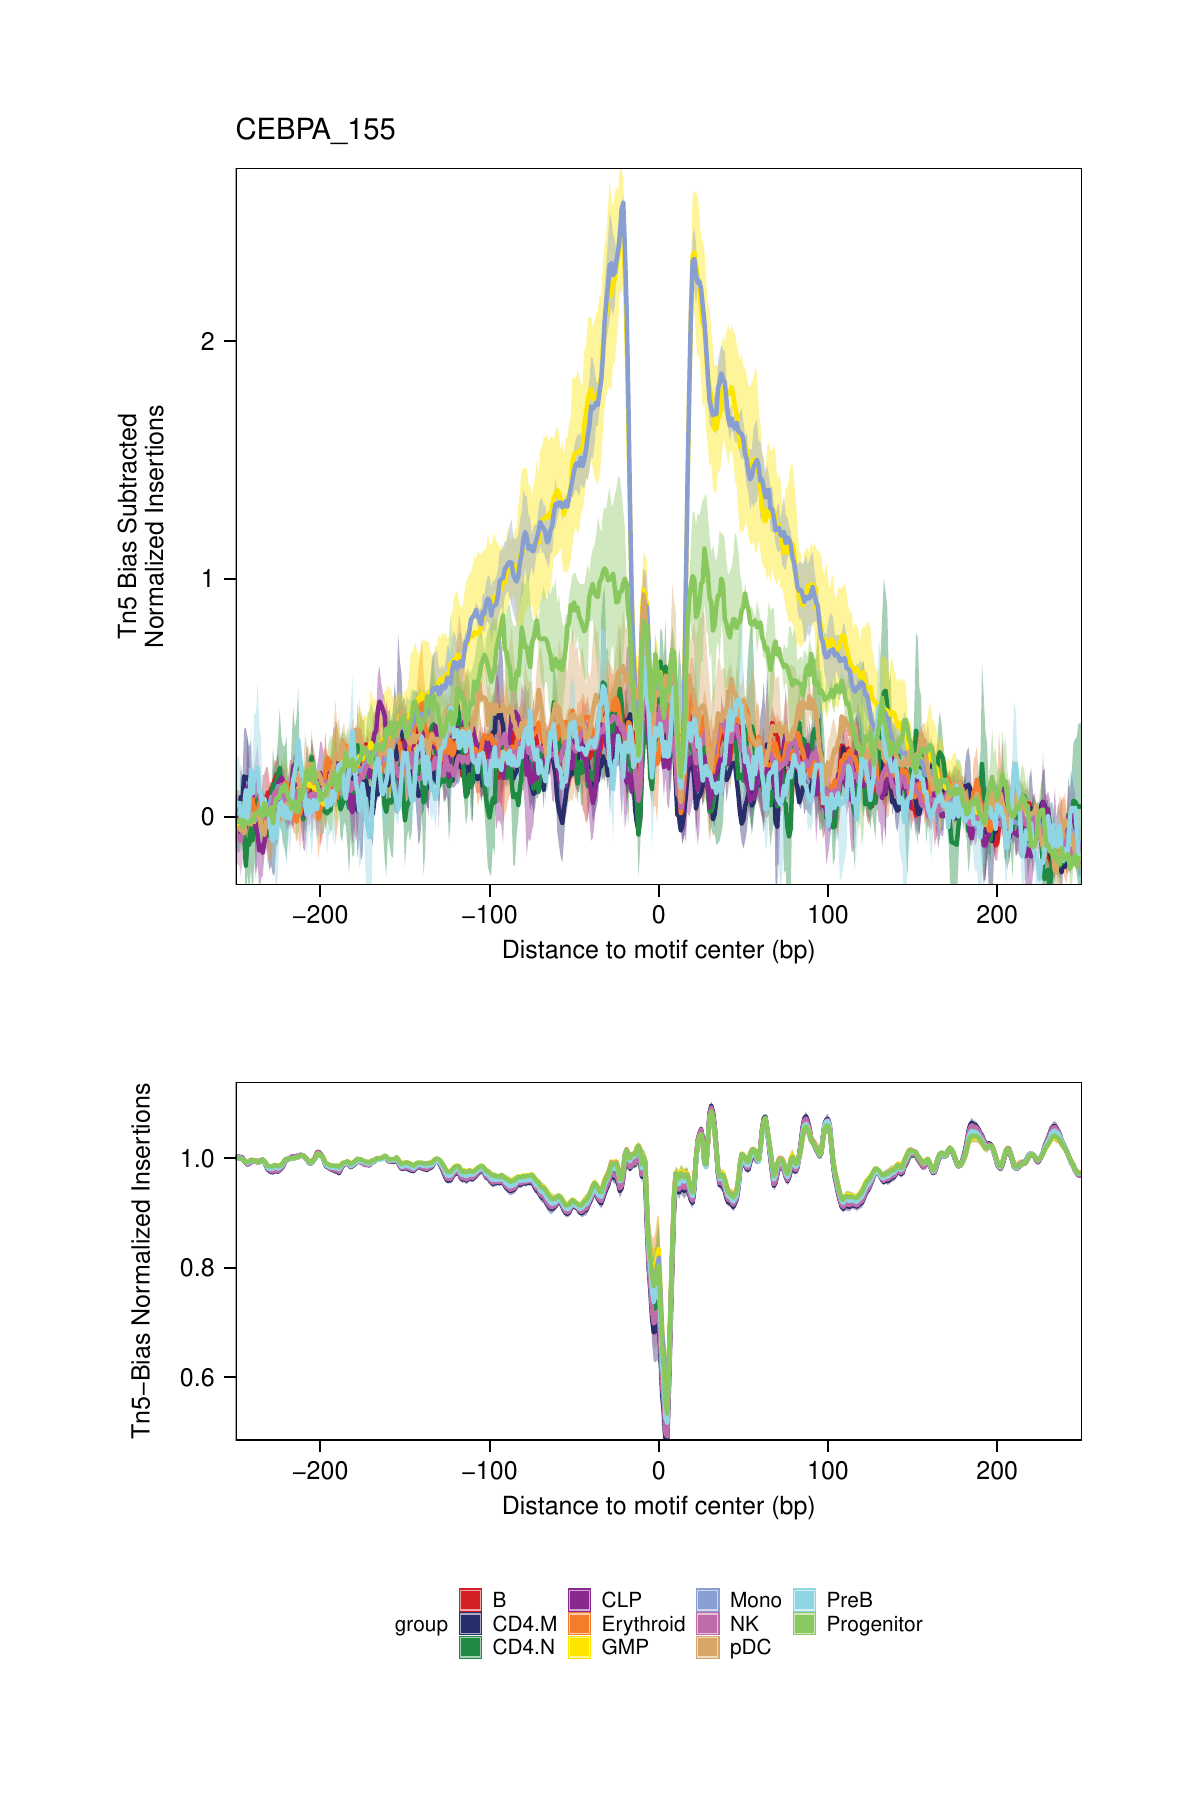 CEBPA_155
Tn5 Bias Subtracted
Normalized Insertions
2
1
0
−200 −100 0 100 200
Distance to motif center (bp)
Tn5−Bias Normalized Insertions
1.0
0.8
0.6
−200 −100 0 100 200
Distance to motif center (bp)
group
B CLP Mono PreB
CD4.M Erythroid NK Progenitor
CD4.N GMP pDC